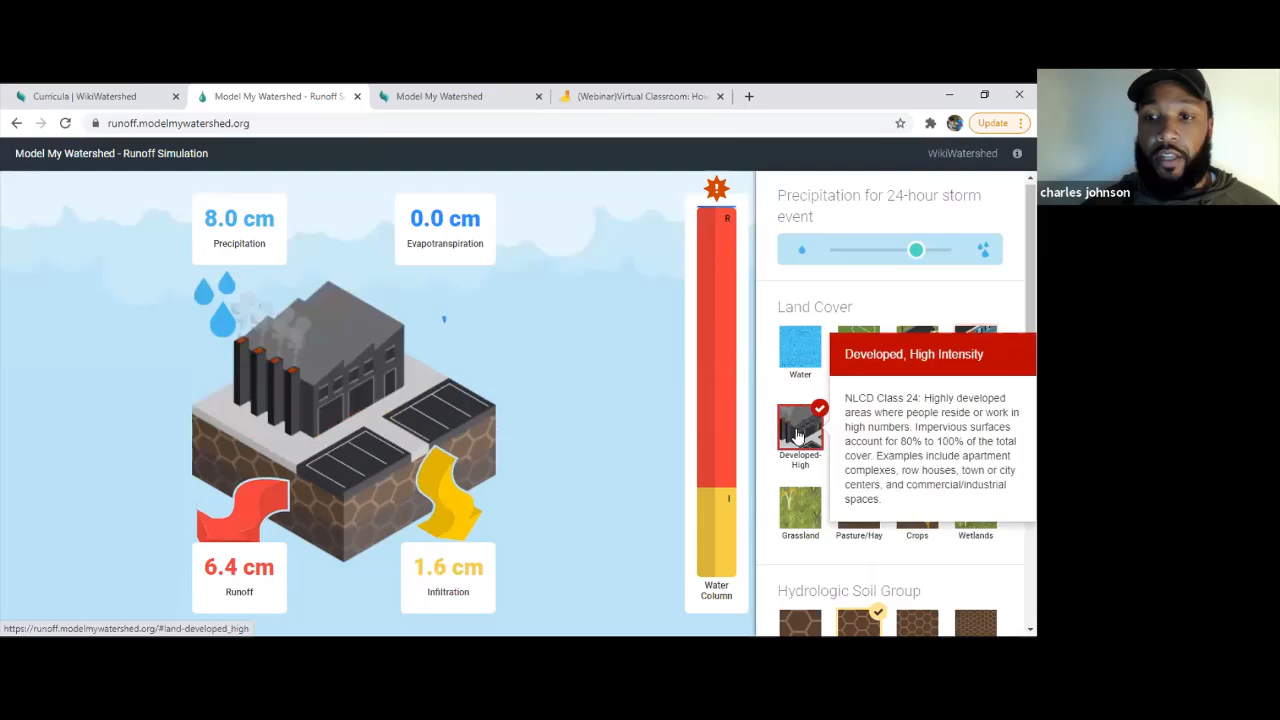 Curricula | WikiWatershed
Model My Watershed - Runoff S
Model My Watershed
(Webinar)Virtual Classroom: How
runoff.modelmywatershed.org
Update
Model My Watershed - Runoff Simulation
WikiWatershed
charles johnson
8.0 cm
Precipitation
0.0 cm
Evapotranspiration
R
I
Water
Column
6.4 cm
Runoff
1.6 cm
Infiltration
Precipitation for 24-hour storm
event
Land Cover
Water
Developed-
High
Developed, High Intensity
NLCD Class 24: Highly developed
areas where people reside or work in
high numbers. Impervious surfaces
account for 80% to 100% of the total
cover. Examples include apartment
complexes, row houses, town or city
centers, and commercial/industrial
spaces.
Grassland
Pasture/Hay
Crops
Wetlands
Hydrologic Soil Group
https://runoff.modelmywatershed.org/#land-developed_high